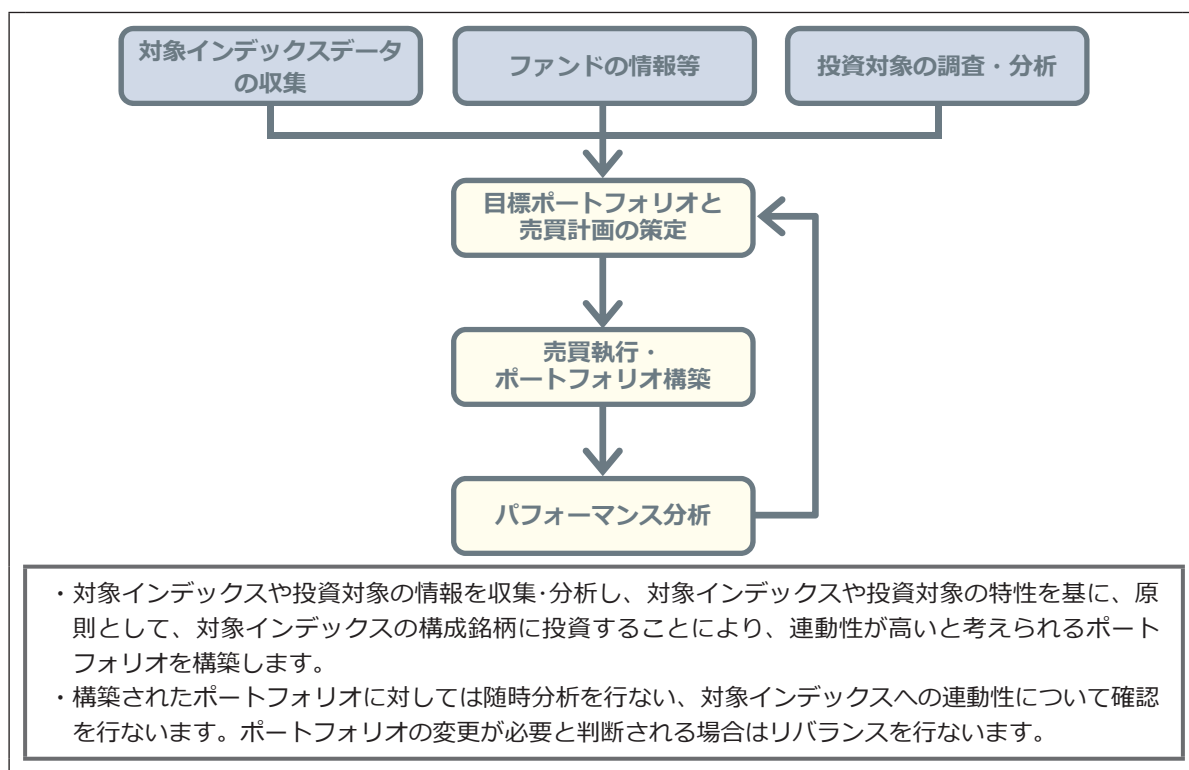 対象インデックスデータ
の収集
ファンドの情報等
投資対象の調査・分析
目標ポートフォリオと
売買計画の策定
売買執行・
ポートフォリオ構築
パフォーマンス分析
・対象インデックスや投資対象の情報を収集･分析し、対象インデックスや投資対象の特性を基に、原
則として、対象インデックスの構成銘柄に投資することにより、連動性が高いと考えられるポート
フォリオを構築します。
・構築されたポートフォリオに対しては随時分析を行ない、対象インデックスへの連動性について確認
を行ないます。ポートフォリオの変更が必要と判断される場合はリバランスを行ないます。